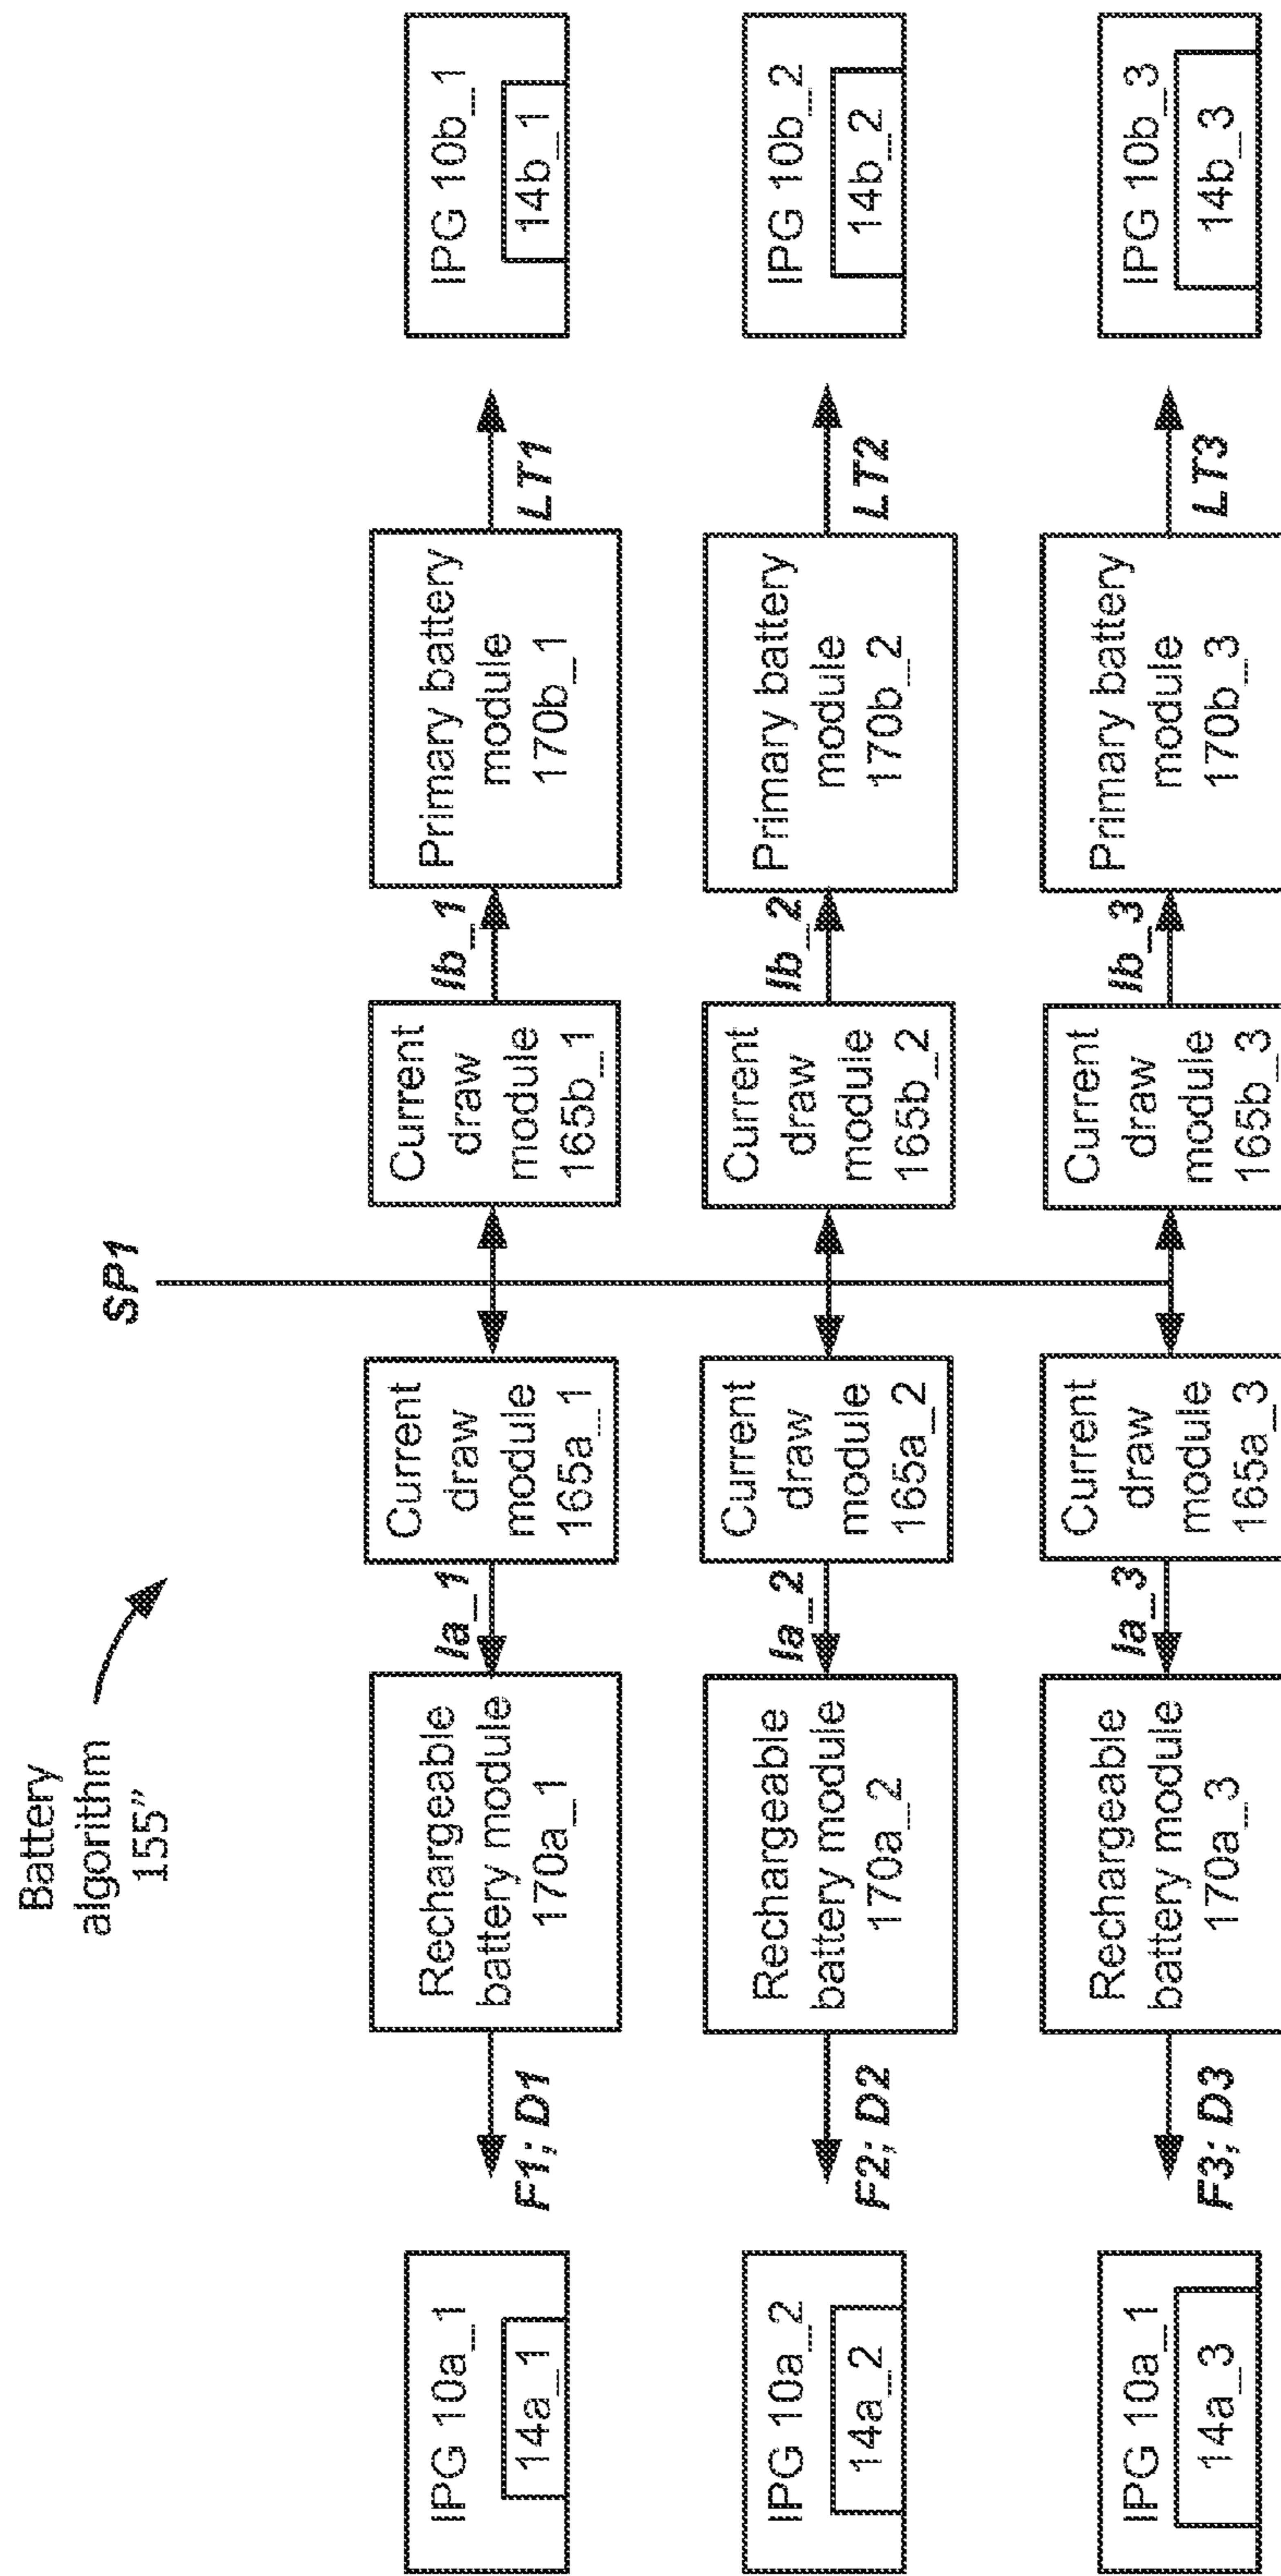 Battery
algorithm
155”
SP1
IPG 10a_1
14a_1
F1; D1
Rechargeable
battery module
170a_1
Ia_1
Current
draw
module
165a_1
Current
draw
module
165b_1
Ib_1
Primary battery
module
170b_1
LT1
IPG 10b_1
14b_1
IPG 10a_2
14a_2
F2; D2
Rechargeable
battery module
170a_2
Ia_2
Current
draw
module
165a_2
Current
draw
module
165b_2
Ib_2
Primary battery
module
170b_2
LT2
IPG 10b_2
14b_2
IPG 10a_1
14a_3
F3; D3
Rechargeable
battery module
170a_3
Ia_3
Current
draw
module
165a_3
Current
draw
module
165b_3
Ib_3
Primary battery
module
170b_3
LT3
IPG 10b_3
14b_3